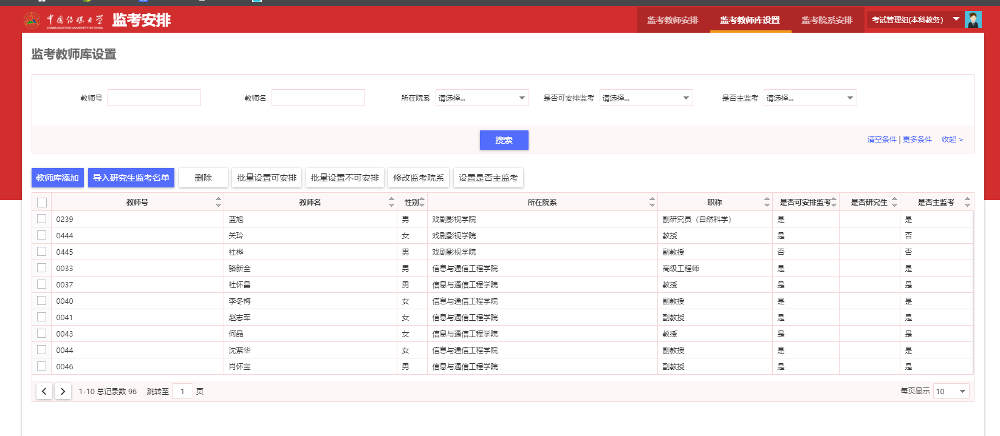 中国传媒大学
COMMUNICATION UNIVERSITY OF CHINA
监考安排
监考教师安排 监考教师库设置 监考院系安排 考试管理组(本科教务)
监考教师库设置
教师号 教师名 所在院系 请选择... 是否可安排监考 请选择... 是否主监考 请选择...
搜索
清空条件 | 更多条件 收起 >
教师库添加 导入研究生监考名单 删除 批量设置可安排 批量设置不可安排 修改监考院系 设置是否主监考
教师号 教师名 性别 所在院系 职称 是否可安排监考 是否研究生 是否主监考
0239 蓝旭 男 戏剧影视学院 副研究员（自然科学） 是 是
0444 关玲 女 戏剧影视学院 教授 是 否
0445 杜桦 男 戏剧影视学院 副教授 否 否
0033 骆新全 男 信息与通信工程学院 高级工程师 是 是
0037 杜怀昌 男 信息与通信工程学院 教授 是 是
0040 李冬梅 女 信息与通信工程学院 副教授 是 是
0041 赵志军 女 信息与通信工程学院 副教授 是 是
0043 何晶 女 信息与通信工程学院 教授 是 是
0044 沈萦华 女 信息与通信工程学院 副教授 是 是
0046 肖怀宝 男 信息与通信工程学院 副教授 是 是
1-10 总记录数 96 跳转至 1 页 每页显示 10